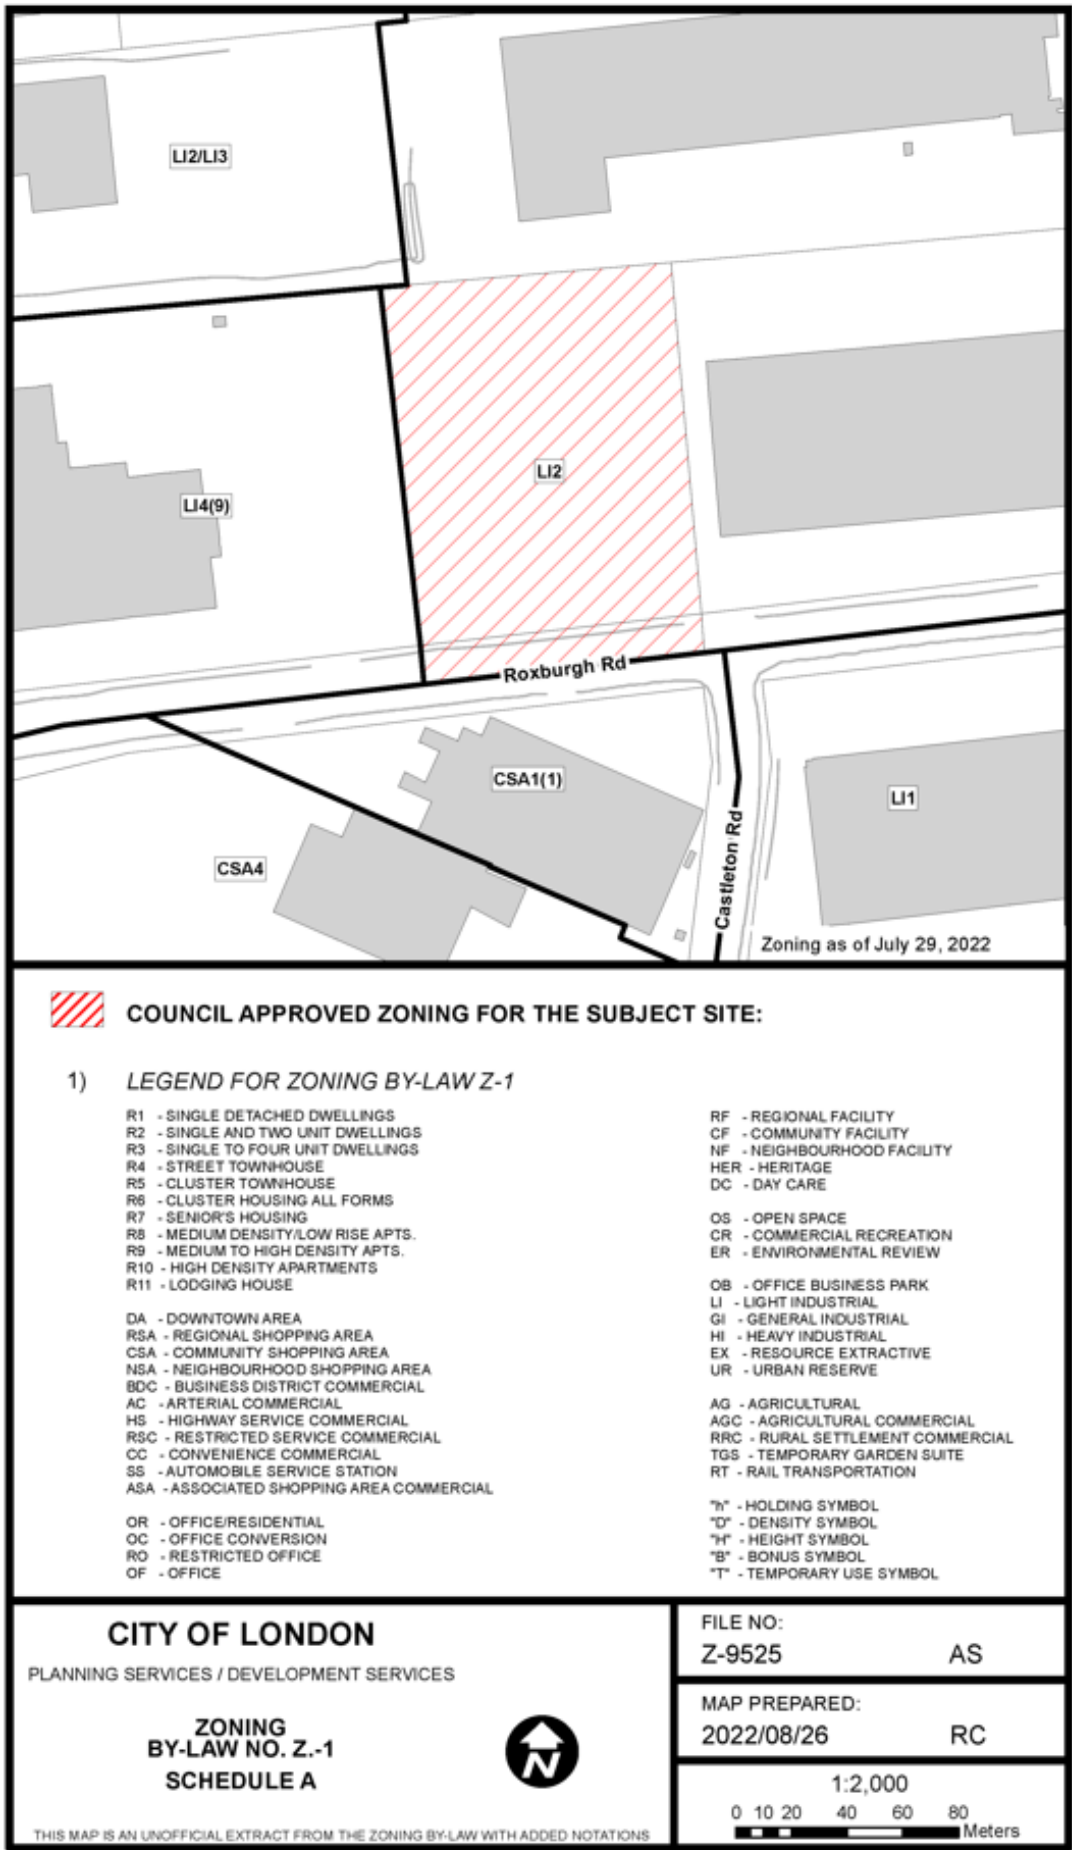 LI2/LI3
LI2
LI4(9)
Roxburgh Rd
CSA1(1)
LI1
CSA4
Castleton Rd
Zoning as of July 29, 2022
COUNCIL APPROVED ZONING FOR THE SUBJECT SITE:
1) LEGEND FOR ZONING BY-LAW Z-1
R1 - SINGLE DETACHED DWELLINGS
R2 - SINGLE AND TWO UNIT DWELLINGS
R3 - SINGLE TO FOUR UNIT DWELLINGS
R4 - STREET TOWNHOUSE
R5 - CLUSTER TOWNHOUSE
R6 - CLUSTER HOUSING ALL FORMS
R7 - SENIOR'S HOUSING
R8 - MEDIUM DENSITY/LOW RISE APTS.
R9 - MEDIUM TO HIGH DENSITY APTS.
R10 - HIGH DENSITY APARTMENTS
R11 - LODGING HOUSE
DA - DOWNTOWN AREA
RSA - REGIONAL SHOPPING AREA
CSA - COMMUNITY SHOPPING AREA
NSA - NEIGHBOURHOOD SHOPPING AREA
BDC - BUSINESS DISTRICT COMMERCIAL
AC - ARTERIAL COMMERCIAL
HS - HIGHWAY SERVICE COMMERCIAL
RSC - RESTRICTED SERVICE COMMERCIAL
CC - CONVENIENCE COMMERCIAL
SS - AUTOMOBILE SERVICE STATION
ASA - ASSOCIATED SHOPPING AREA COMMERCIAL
OR - OFFICE/RESIDENTIAL
OC - OFFICE CONVERSION
RO - RESTRICTED OFFICE
OF - OFFICE
RF - REGIONAL FACILITY
CF - COMMUNITY FACILITY
NF - NEIGHBOURHOOD FACILITY
HER - HERITAGE
DC - DAY CARE
OS - OPEN SPACE
CR - COMMERCIAL RECREATION
ER - ENVIRONMENTAL REVIEW
OB - OFFICE BUSINESS PARK
LI - LIGHT INDUSTRIAL
GI - GENERAL INDUSTRIAL
HI - HEAVY INDUSTRIAL
EX - RESOURCE EXTRACTIVE
UR - URBAN RESERVE
AG - AGRICULTURAL
AGC - AGRICULTURAL COMMERCIAL
RRC - RURAL SETTLEMENT COMMERCIAL
TGS - TEMPORARY GARDEN SUITE
RT - RAIL TRANSPORTATION
"h" - HOLDING SYMBOL
"D" - DENSITY SYMBOL
"H" - HEIGHT SYMBOL
"B" - BONUS SYMBOL
"T" - TEMPORARY USE SYMBOL
CITY OF LONDON
PLANNING SERVICES / DEVELOPMENT SERVICES
ZONING
BY-LAW NO. Z.-1
SCHEDULE A
N
THIS MAP IS AN UNOFFICIAL EXTRACT FROM THE ZONING BY-LAW WITH ADDED NOTATIONS
FILE NO:
Z-9525 AS
MAP PREPARED:
2022/08/26 RC
1:2,000
0 10 20 40 60 80
Meters